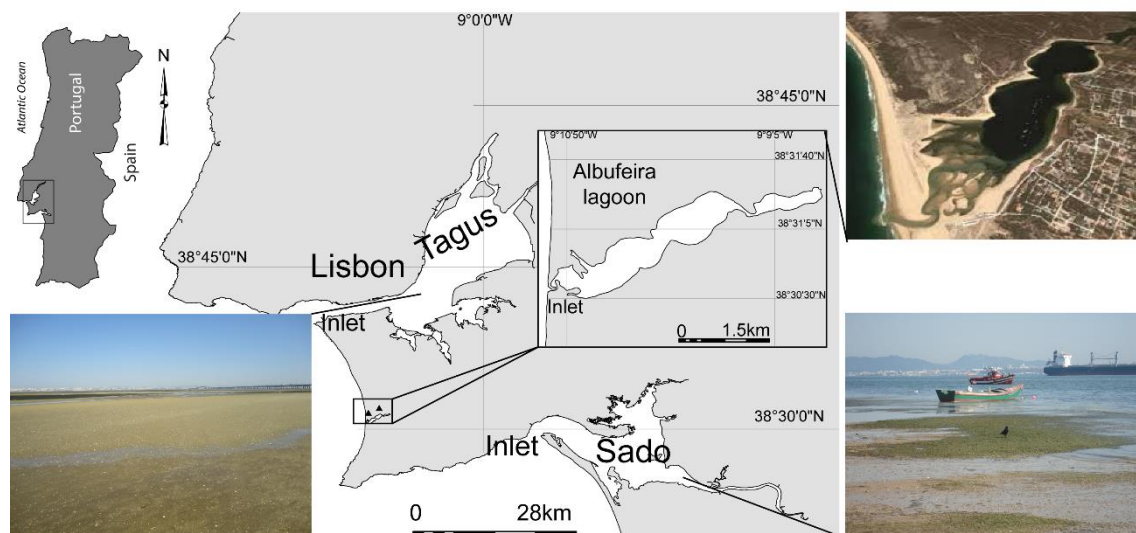 Atlantic Ocean
Portugal
Spain
N
9°0'0"W
38°45'0"N
38°45'0"N
Lisbon
Tagus
Inlet
9°10'50"W
9°9'5"W
38°31'40"N
Albufeira
lagoon
38°31'5"N
38°30'30"N
Inlet
0 1.5km
38°30'0"N
Inlet
Sado
0 28km